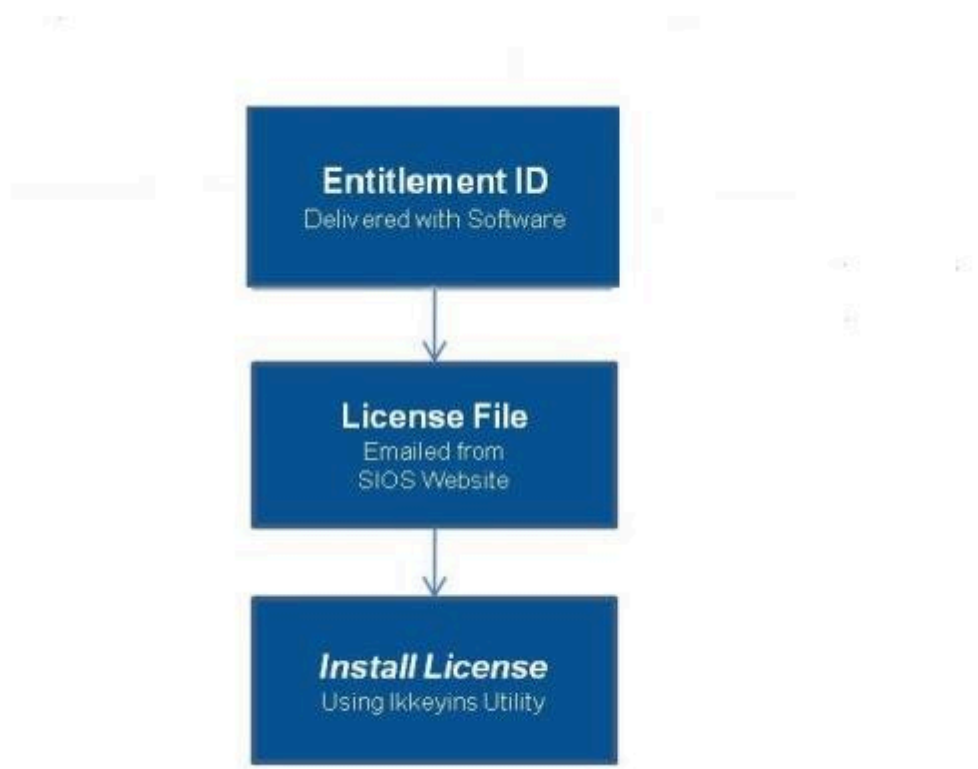 Entitlement ID
Delivered with Software
License File
Emailed from
SIOS Website
Install License
Using lkkeyins Utility